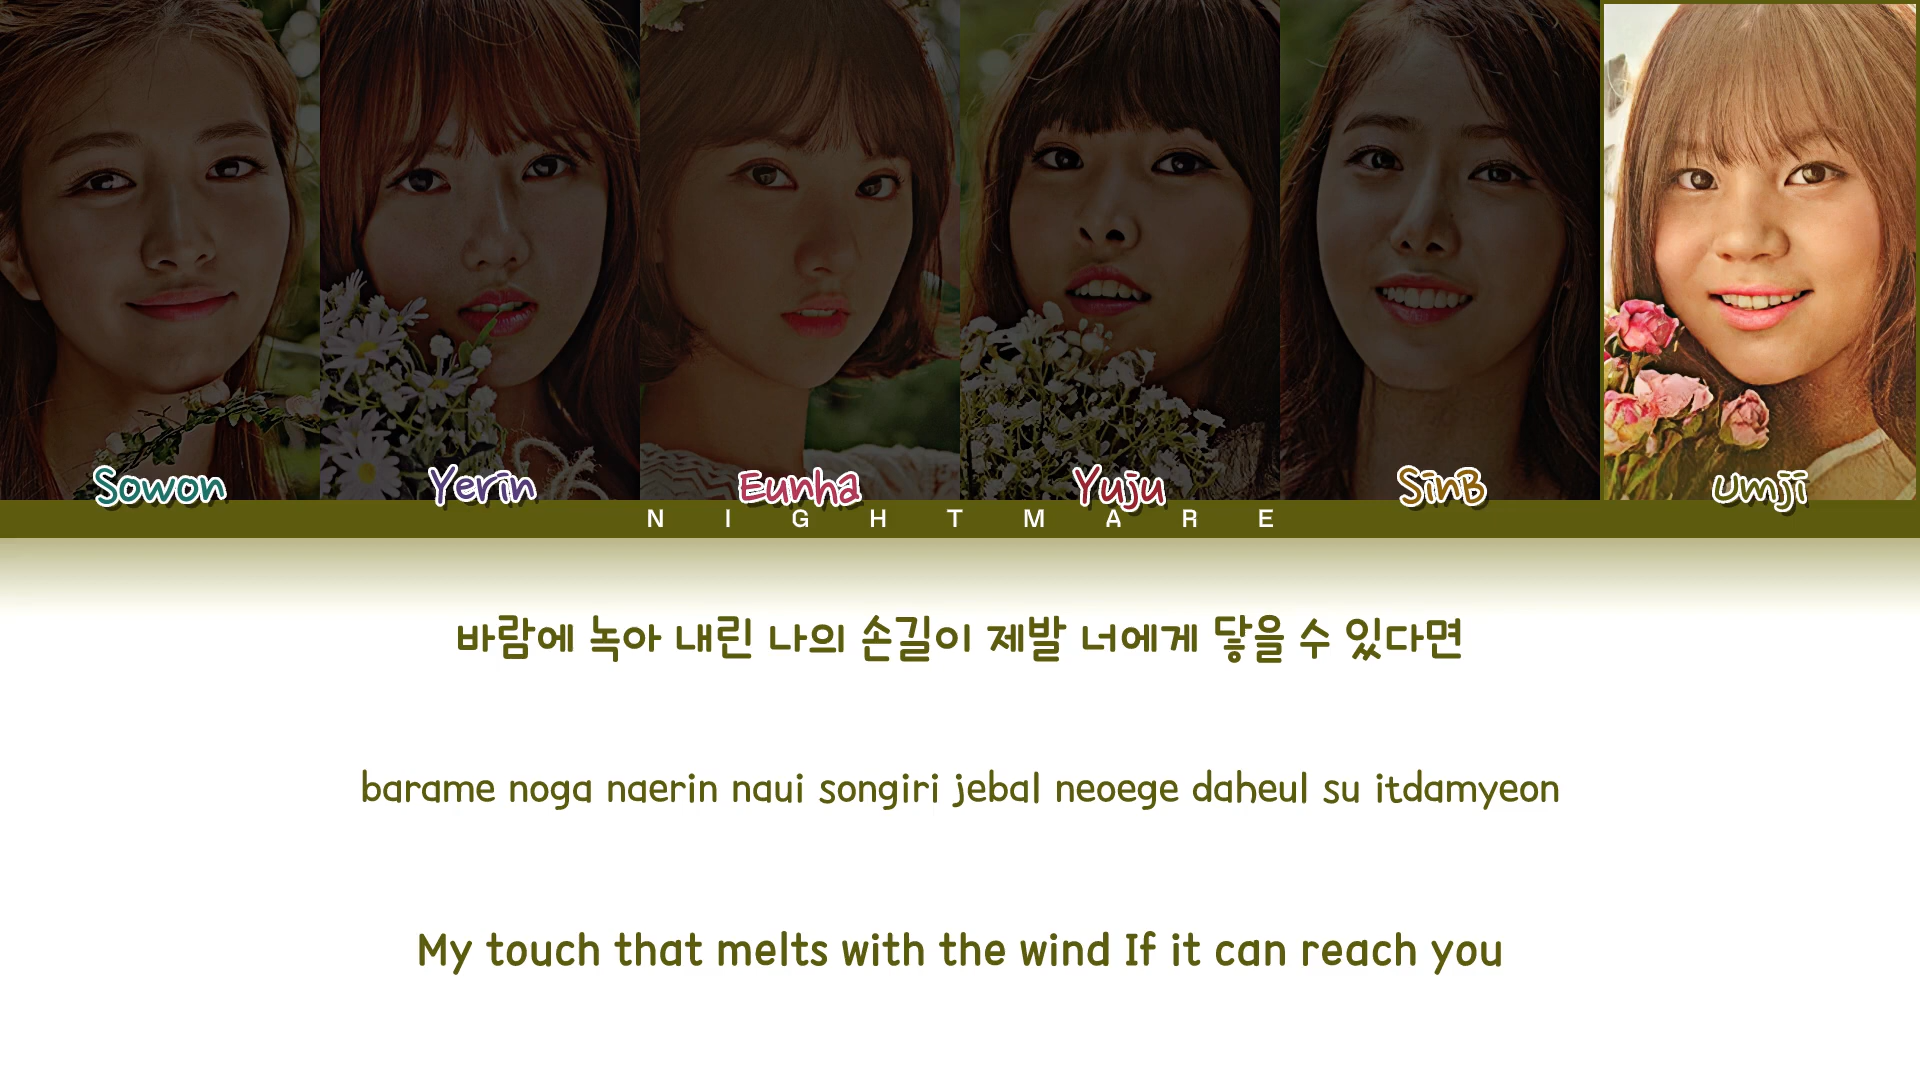 Sowon Yerin Eunha Yuju SinB Umji
NIGHTMARE
바람에 녹아 내린 나의 손길이 제발 너에게 닿을 수 있다면
barame noga naerin naui songiri jebal neoege daheul su itdamyeon
My touch that melts with the wind If it can reach you